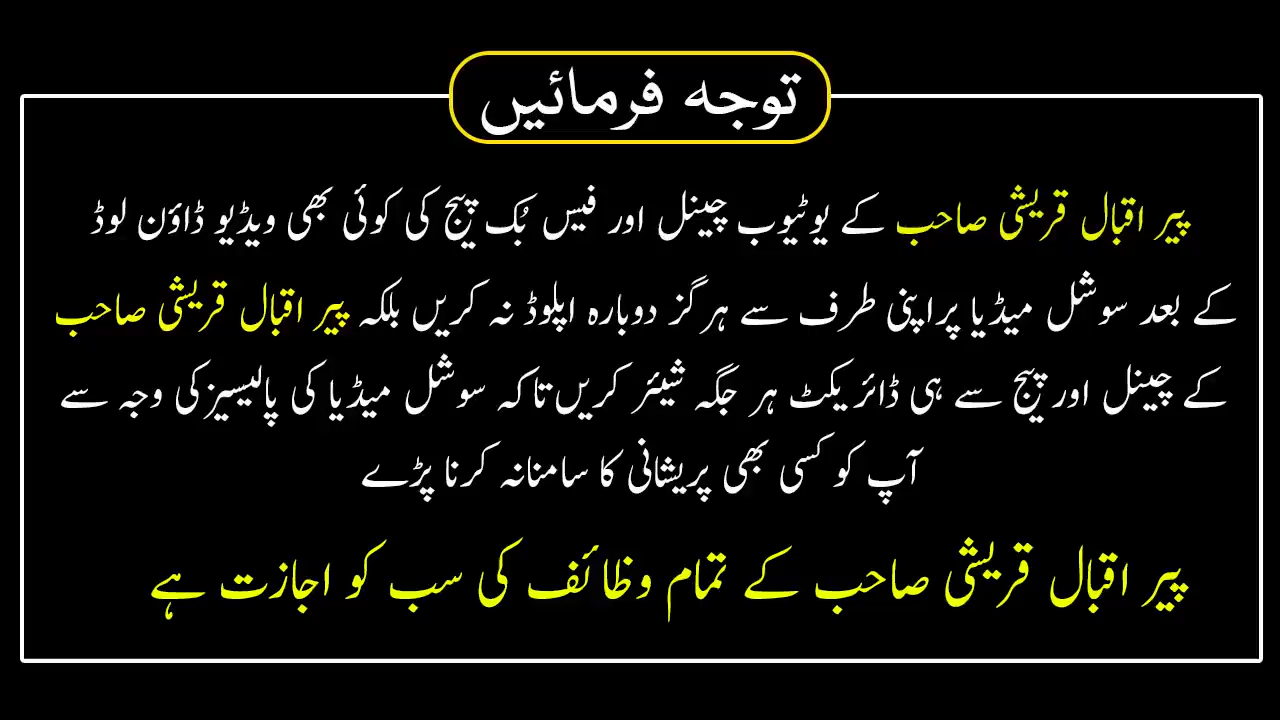 توجہ فرمائیں
پیر اقبال قریشی صاحب کے یوٹیوب چینل اور فیس بُک پیج کی کوئی بھی ویڈیو ڈاؤن لوڈ
کے بعد سوشل میڈیا پر اپنی طرف سے ہرگز دوبارہ اپلوڈ نہ کریں بلکہ پیر اقبال قریشی صاحب
کے چینل اور پیج سے ہی ڈائریکٹ ہر جگہ شیئر کریں تاکہ سوشل میڈیا کی پالیسیز کی وجہ سے
آپ کو کسی بھی پریشانی کا سامنا نہ کرنا پڑے
پیر اقبال قریشی صاحب کے تمام وظائف کی سب کو اجازت ہے